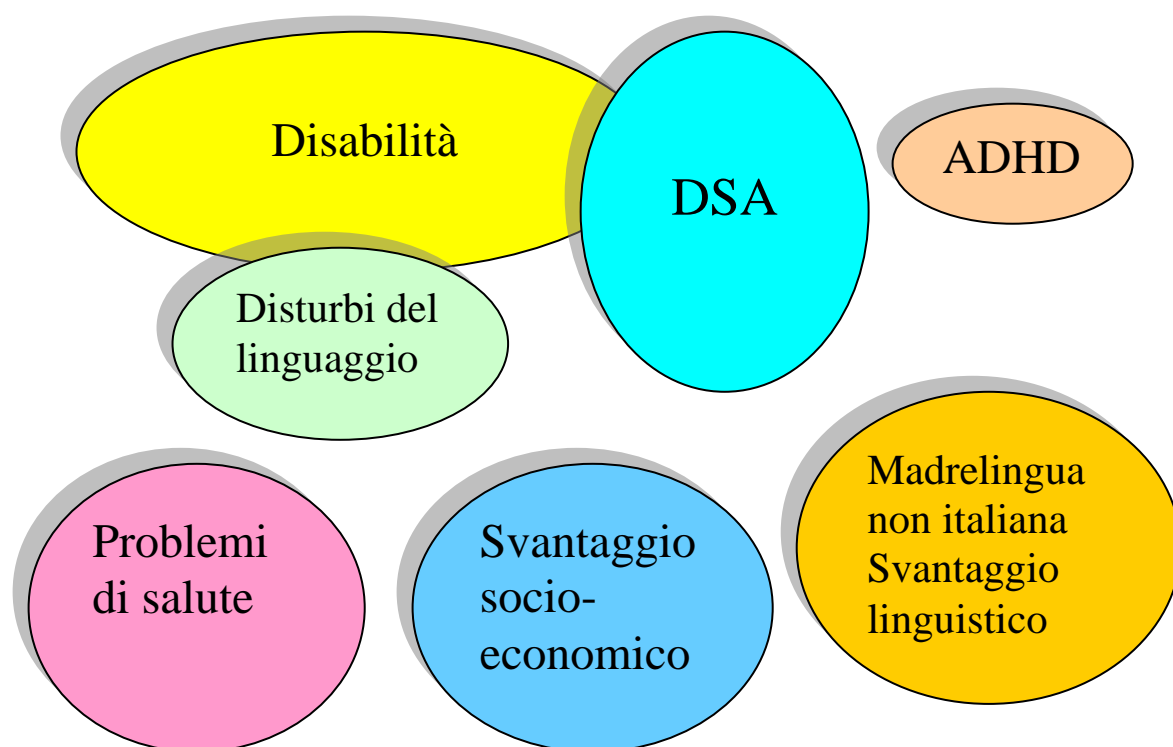 Disabilità
DSA
ADHD
Disturbi del
linguaggio
Problemi
di salute
Svantaggio
socio-
economico
Madrelingua
non italiana
Svantaggio
linguistico